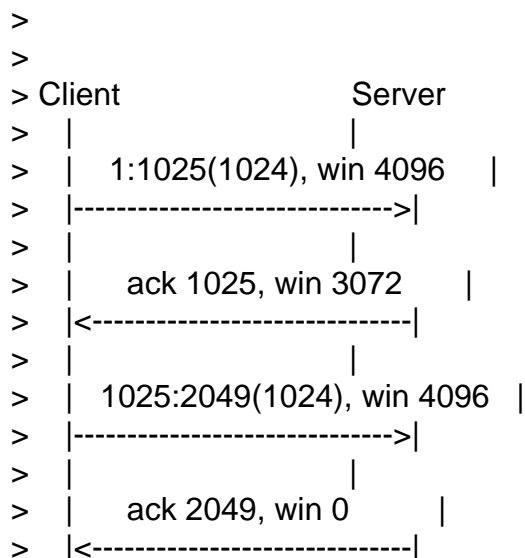 >
>
> Client Server
> | |
> | 1:1025(1024), win 4096 |
> |------------------------------>|
> | |
> | ack 1025, win 3072 |
> |<------------------------------|
> | |
> | 1025:2049(1024), win 4096 |
> |------------------------------>|
> | |
> | ack 2049, win 0 |
> |<------------------------------|